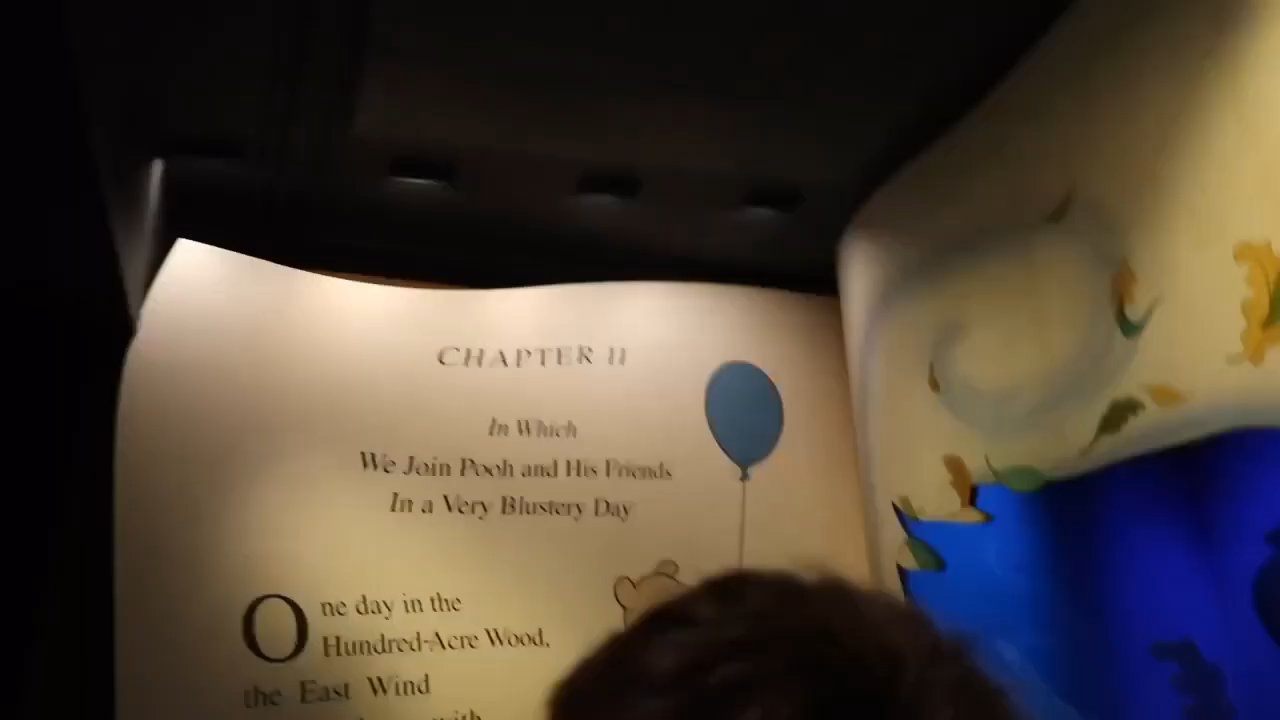 CHAPTER II
In Which
We Join Pooh and His Friends
In a Very Blustery Day
One day in the
Hundred-Acre Wood,
the East Wind
with